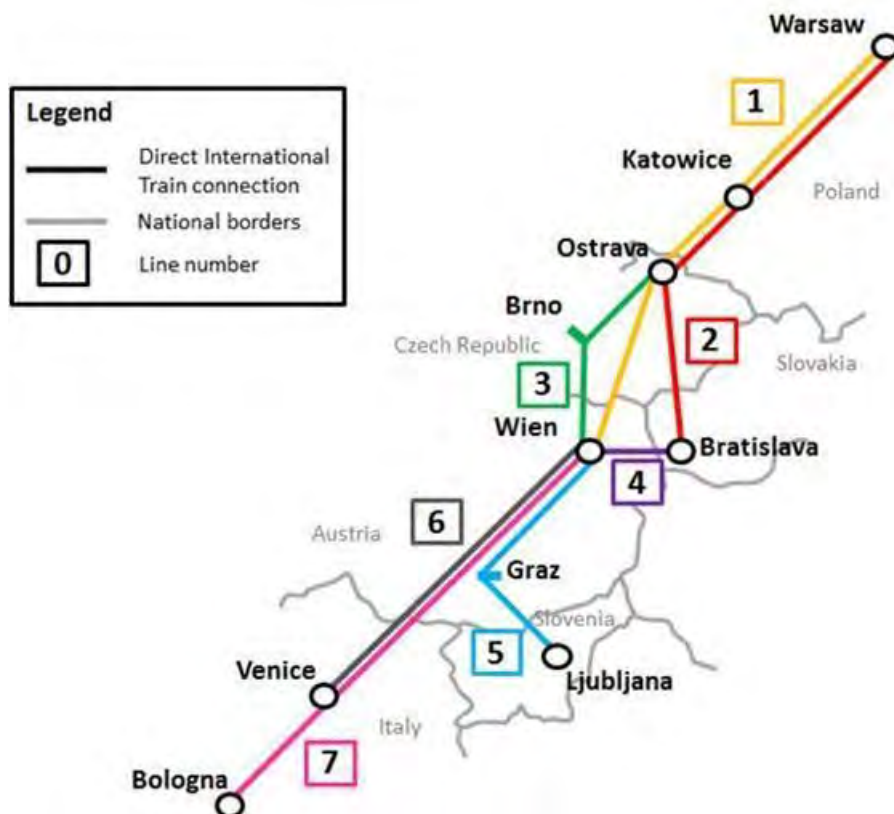 Warsaw
Legend
Direct International
Train connection
National borders
0
Line number
1
Katowice
Poland
Ostrava
Brno
Czech Republic
2
Slovakia
3
Wien
Bratislava
4
6
Austria
Graz
Slovenia
5
Venice
Ljubljana
Italy
7
Bologna